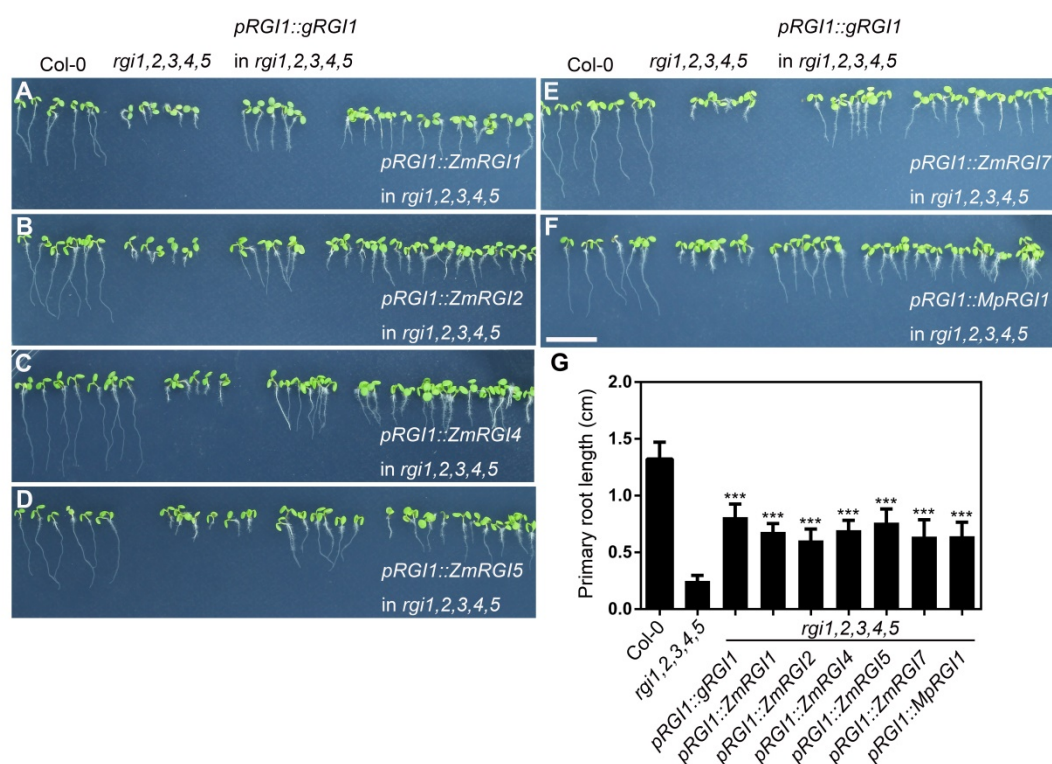 pRGI1::gRGI1
Col-0 rgi1,2,3,4,5 in rgi1,2,3,4,5
A
pRGI1::ZmRGI1
in rgi1,2,3,4,5
B
pRGI1::ZmRGI2
in rgi1,2,3,4,5
C
pRGI1::ZmRGI4
in rgi1,2,3,4,5
D
pRGI1::ZmRGI5
in rgi1,2,3,4,5
pRGI1::gRGI1
Col-0 rgi1,2,3,4,5 in rgi1,2,3,4,5
E
pRGI1::ZmRGI7
in rgi1,2,3,4,5
F
pRGI1::MpRGI1
in rgi1,2,3,4,5
G
Primary root length (cm)
2.0
1.5
1.0
0.5
0.0
*** *** *** *** *** *** ***
Col-0
rgi1,2,3,4,5
rgi1,2,3,4,5
pRGI1::gRGI1
pRGI1::ZmRGI1
pRGI1::ZmRGI2
pRGI1::ZmRGI4
pRGI1::ZmRGI5
pRGI1::ZmRGI7
pRGI1::MpRGI1